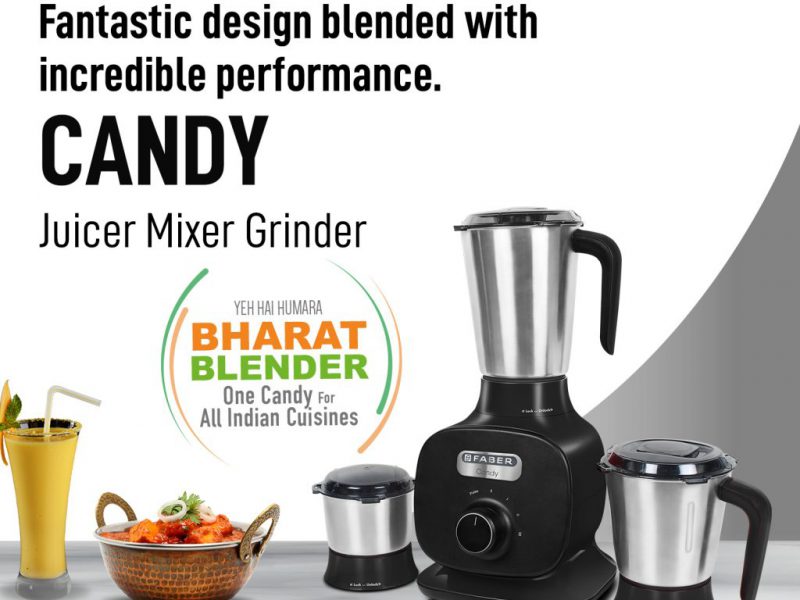 Fantastic design blended with
incredible performance.
CANDY
Juicer Mixer Grinder
YEH HAI HUMARA
BHARAT
BLENDER
One Candy For
All Indian Cuisines
FABER
Candy